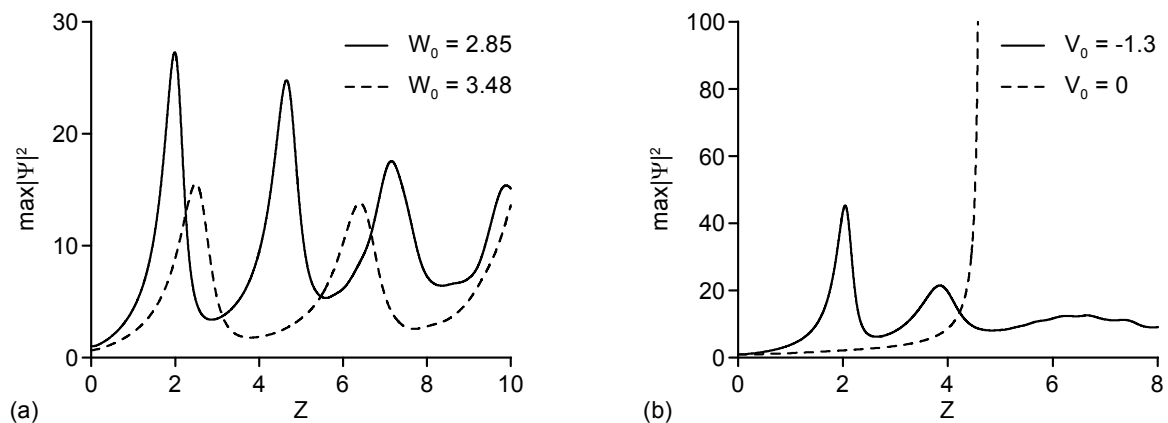 30
20
10
0
max|Ψ|²
W₀ = 2.85
W₀ = 3.48
0 2 4 6 8 10
Z
(a)
100
80
60
40
20
0
max|Ψ|²
V₀ = -1.3
V₀ = 0
0 2 4 6 8
Z
(b)